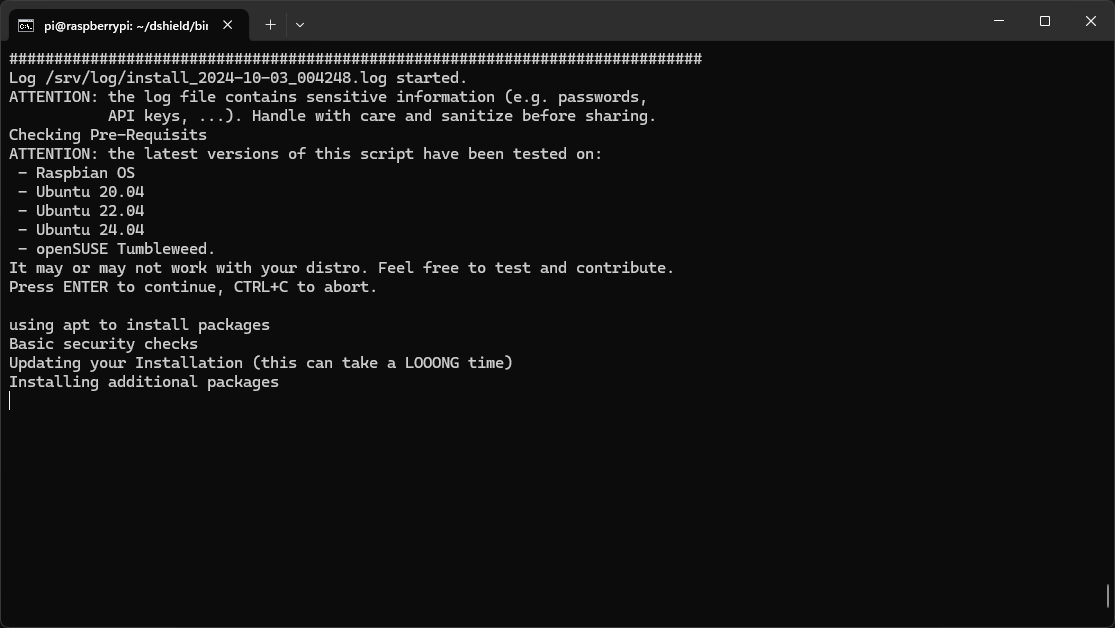 pi@raspberrypi: ~/dshield/bin
#############################################################################
Log /srv/log/install_2024-10-03_004248.log started.
ATTENTION: the log file contains sensitive information (e.g. passwords,
           API keys, ...). Handle with care and sanitize before sharing.
Checking Pre-Requisits
ATTENTION: the latest versions of this script have been tested on:
 - Raspbian OS
 - Ubuntu 20.04
 - Ubuntu 22.04
 - Ubuntu 24.04
 - openSUSE Tumbleweed.
It may or may not work with your distro. Feel free to test and contribute.
Press ENTER to continue, CTRL+C to abort.
using apt to install packages
Basic security checks
Updating your Installation (this can take a LOOONG time)
Installing additional packages